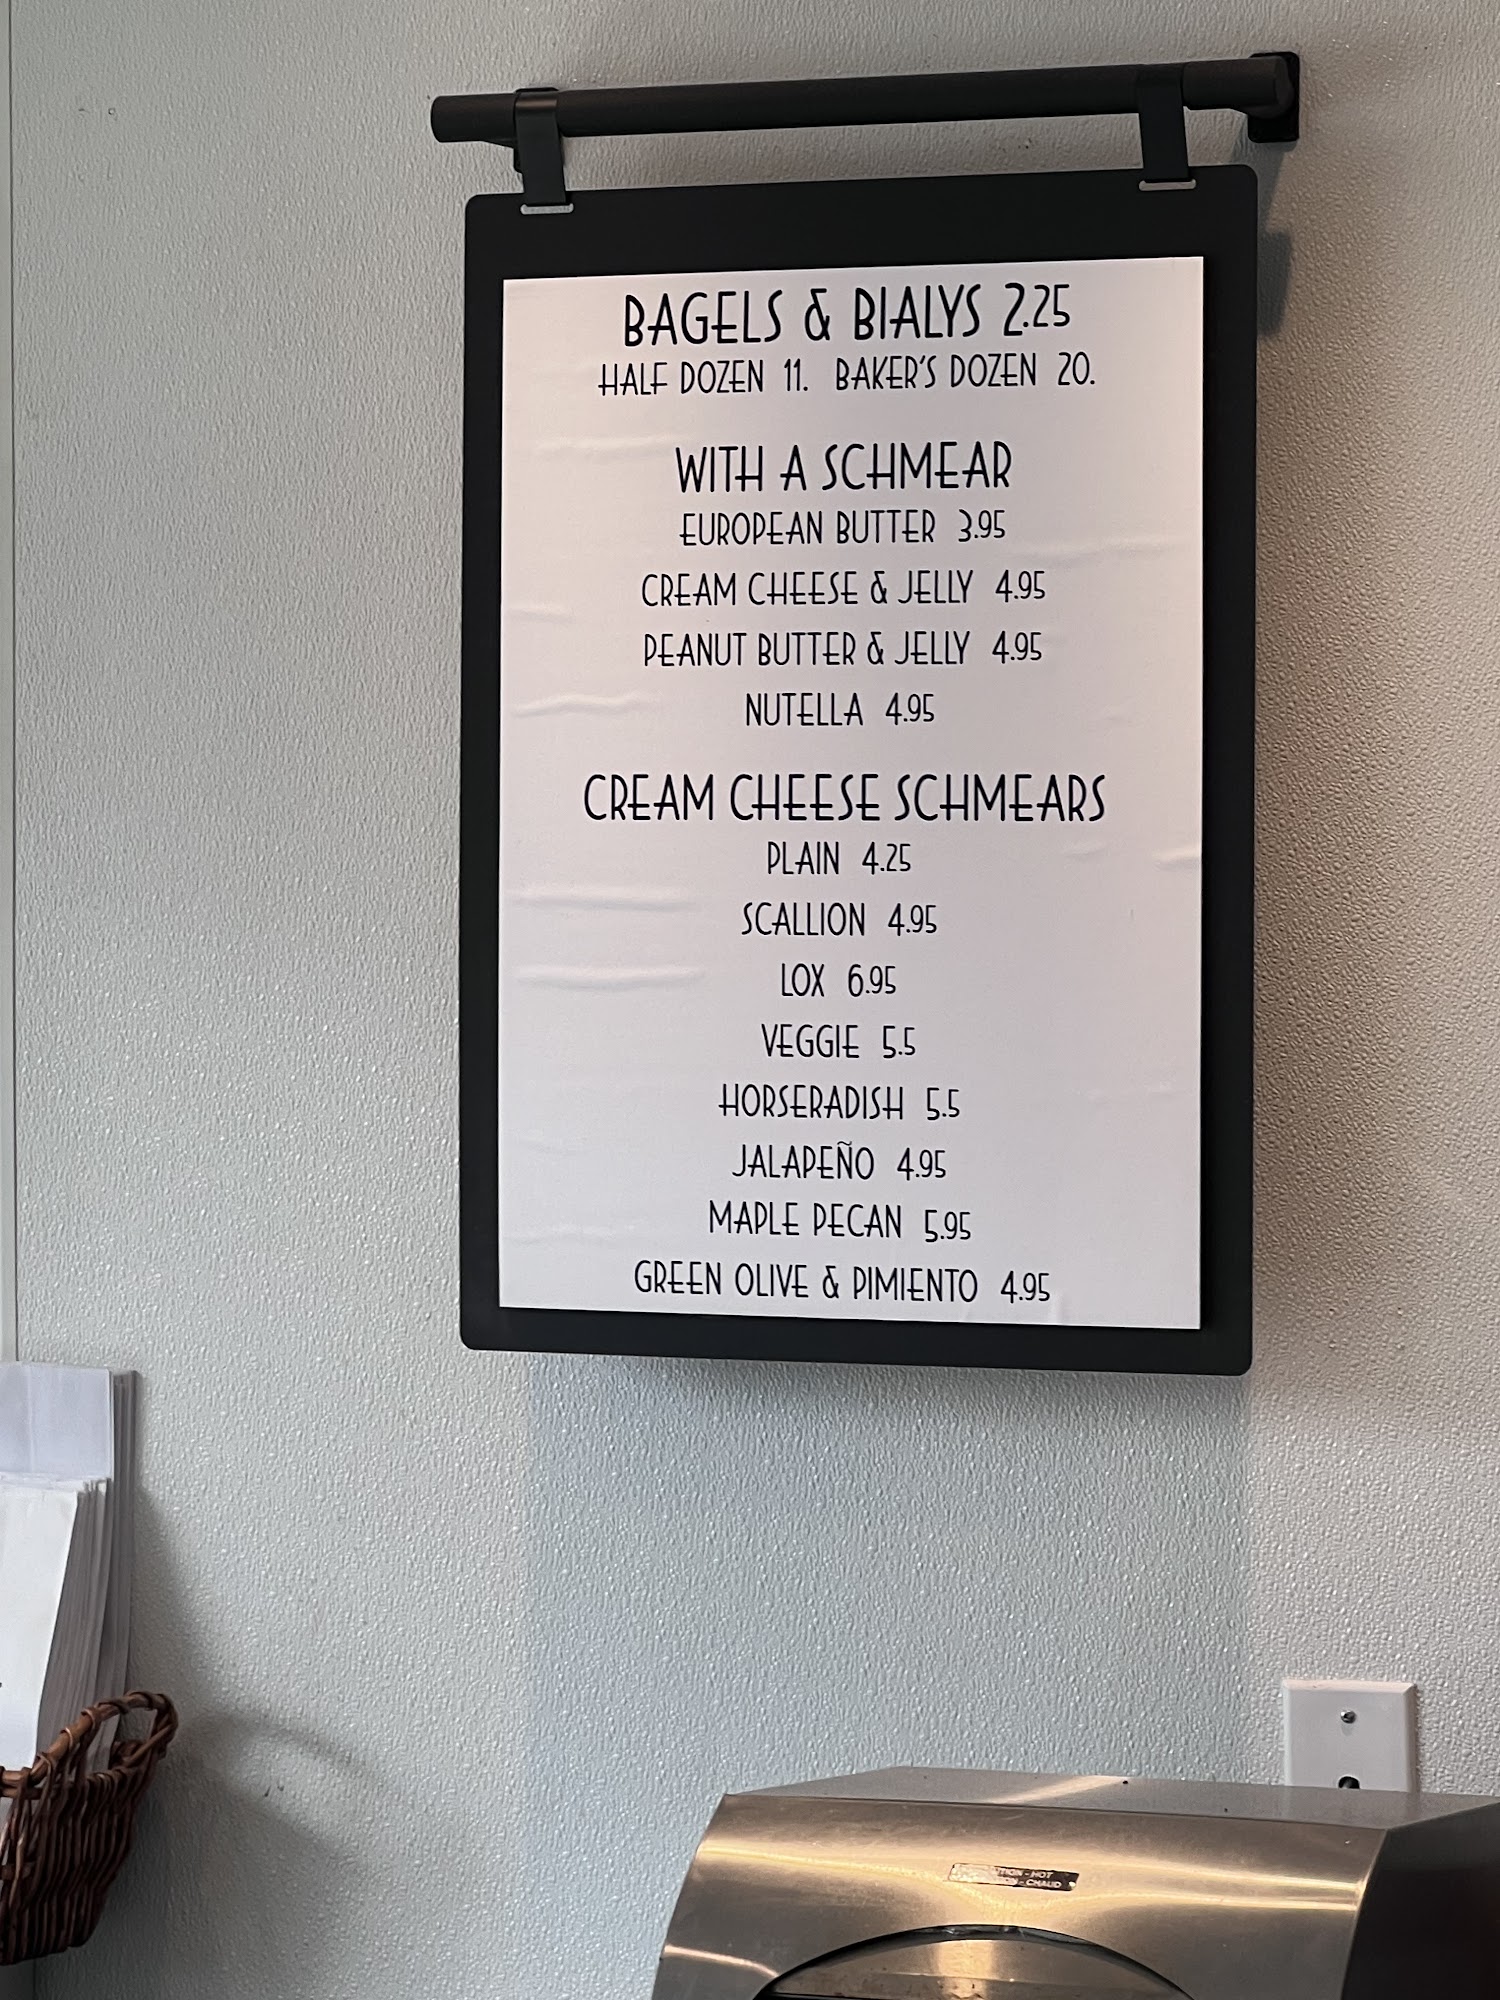 BAGELS & BIALYS 2.25
HALF DOZEN 11. BAKER'S DOZEN 20.
WITH A SCHMEAR
EUROPEAN BUTTER 3.95
CREAM CHEESE & JELLY 4.95
PEANUT BUTTER & JELLY 4.95
NUTELLA 4.95
CREAM CHEESE SCHMEARS
PLAIN 4.25
SCALLION 4.95
LOX 6.95
VEGGIE 5.5
HORSERADISH 5.5
JALAPEÑO 4.95
MAPLE PECAN 5.95
GREEN OLIVE & PIMIENTO 4.95
- HOT
- CHAUD